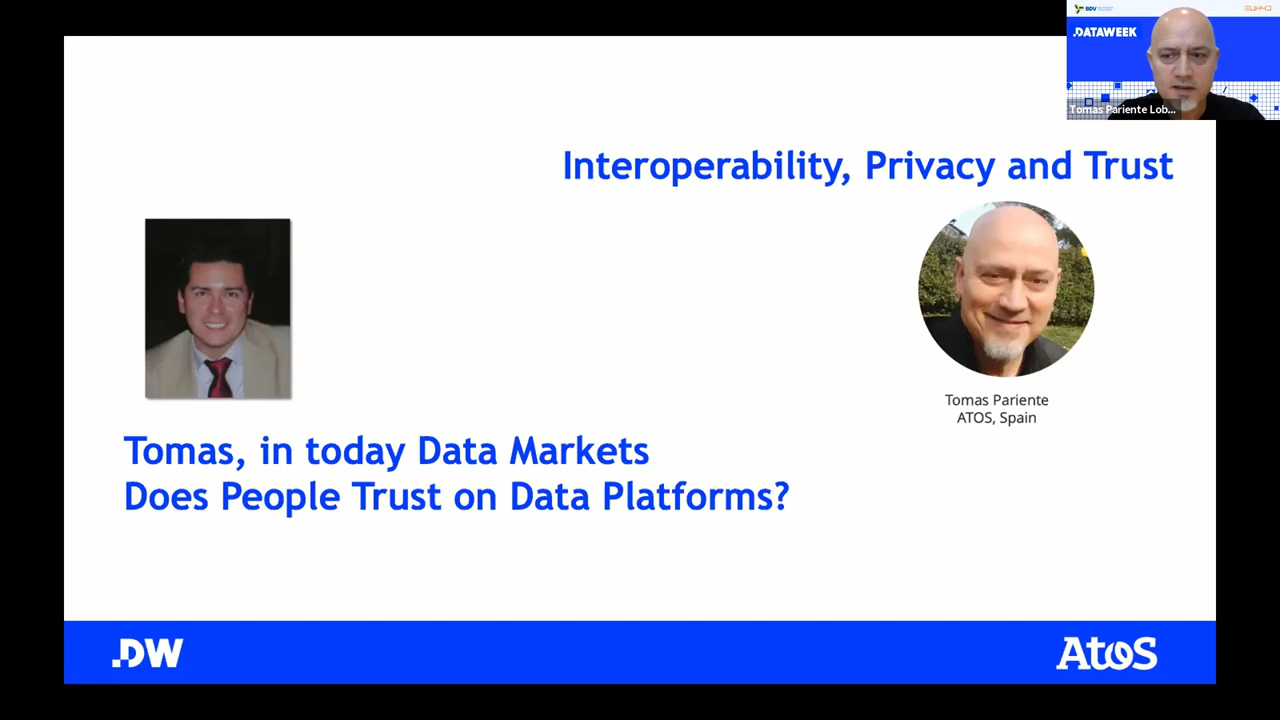 BDV
.DATAWEEK
Tomas Pariente Lob...
Interoperability, Privacy and Trust
Tomas Pariente
ATOS, Spain
Tomas, in today Data Markets
Does People Trust on Data Platforms?
.DW
Atos